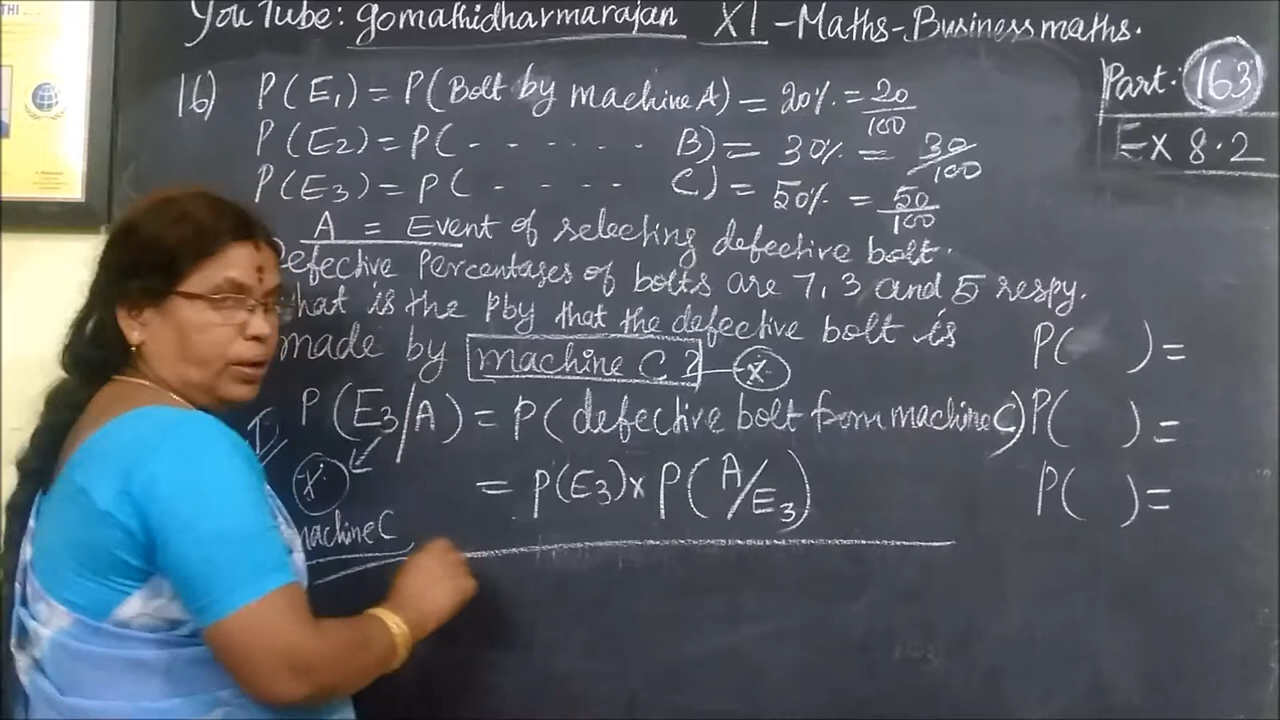 You Tube: gomathidharmarajan XI - Maths - Business maths.
Part: 163
Ex 8.2
16) P(E1) = P(Bolt by machine A) = 20% = 20/100
P(E2) = P( - - - - - - - B) = 30% = 30/100
P(E3) = P( - - - - - C) = 50% = 50/100
A = Event of selecting defective bolt.
Defective Percentages of bolts are 7, 3 and 5 respy.
hat is the Pby that the defective bolt is
made by machine C? X
P(E3/A) = P(defective bolt from machine C)
= P(E3) x P(A/E3)
X
machine C
P( ) =
P( ) =
P( ) =